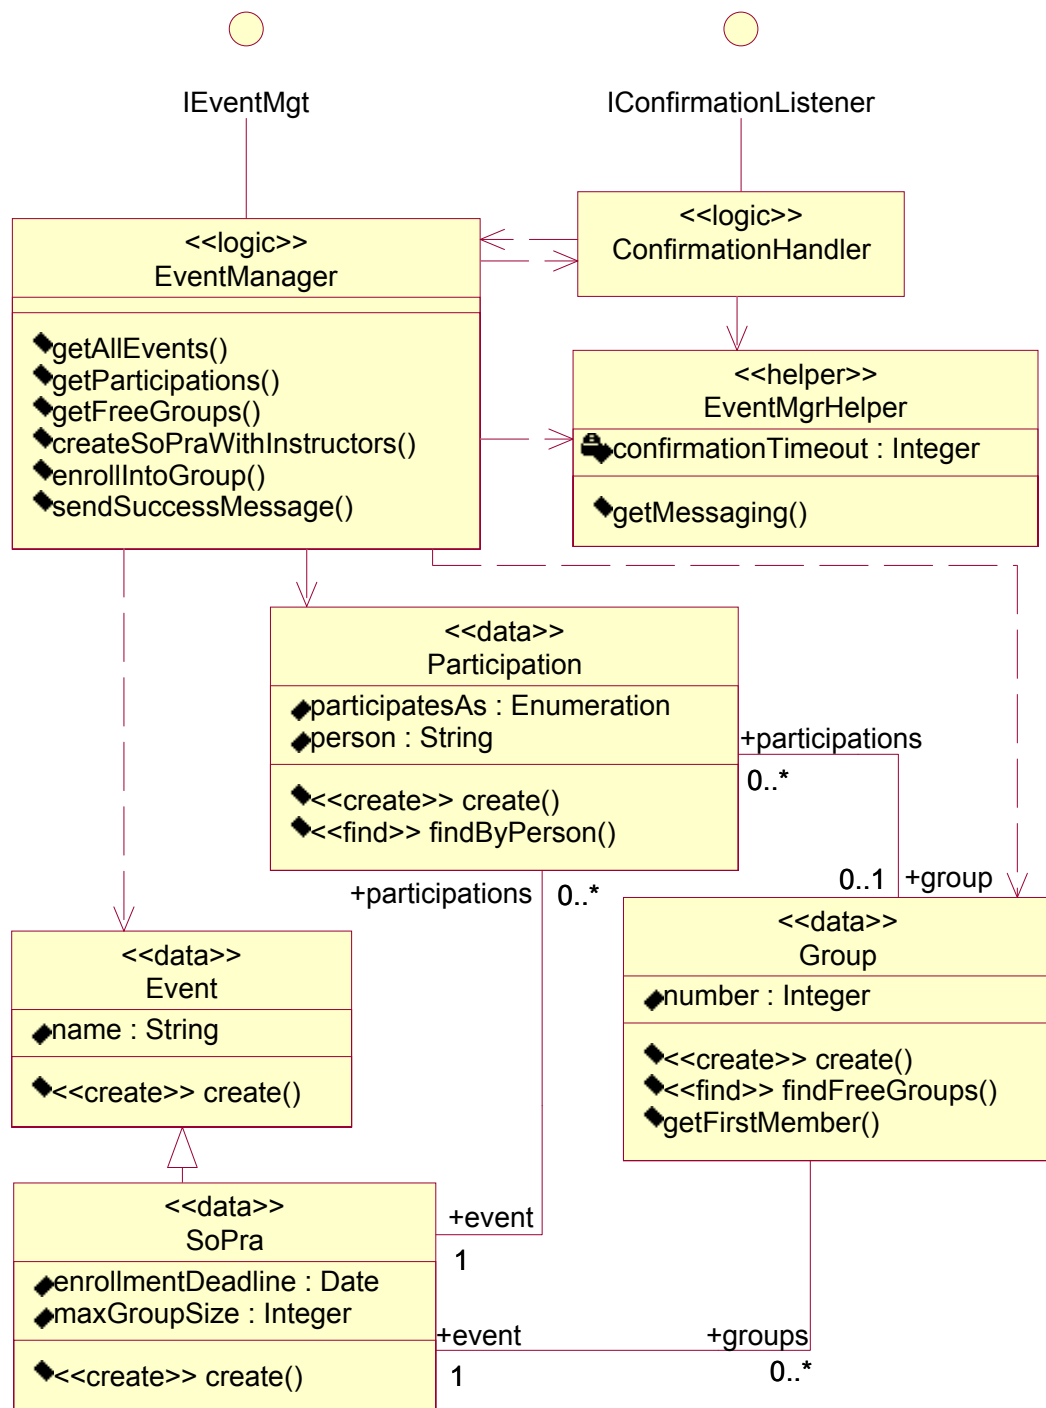 IEventMgt
IConfirmationListener
<<logic>>
EventManager
getAllEvents()
getParticipations()
getFreeGroups()
createSoPraWithInstructors()
enrollIntoGroup()
sendSuccessMessage()
<<logic>>
ConfirmationHandler
<<helper>>
EventMgrHelper
confirmationTimeout : Integer
getMessaging()
<<data>>
Participation
participatesAs : Enumeration
person : String
<<create>> create()
<<find>> findByPerson()
+participations
0..*
0..1
+group
+participations
0..*
<<data>>
Event
name : String
<<create>> create()
<<data>>
Group
number : Integer
<<create>> create()
<<find>> findFreeGroups()
getFirstMember()
<<data>>
SoPra
enrollmentDeadline : Date
maxGroupSize : Integer
<<create>> create()
+event
1
+event
1
+groups
0..*